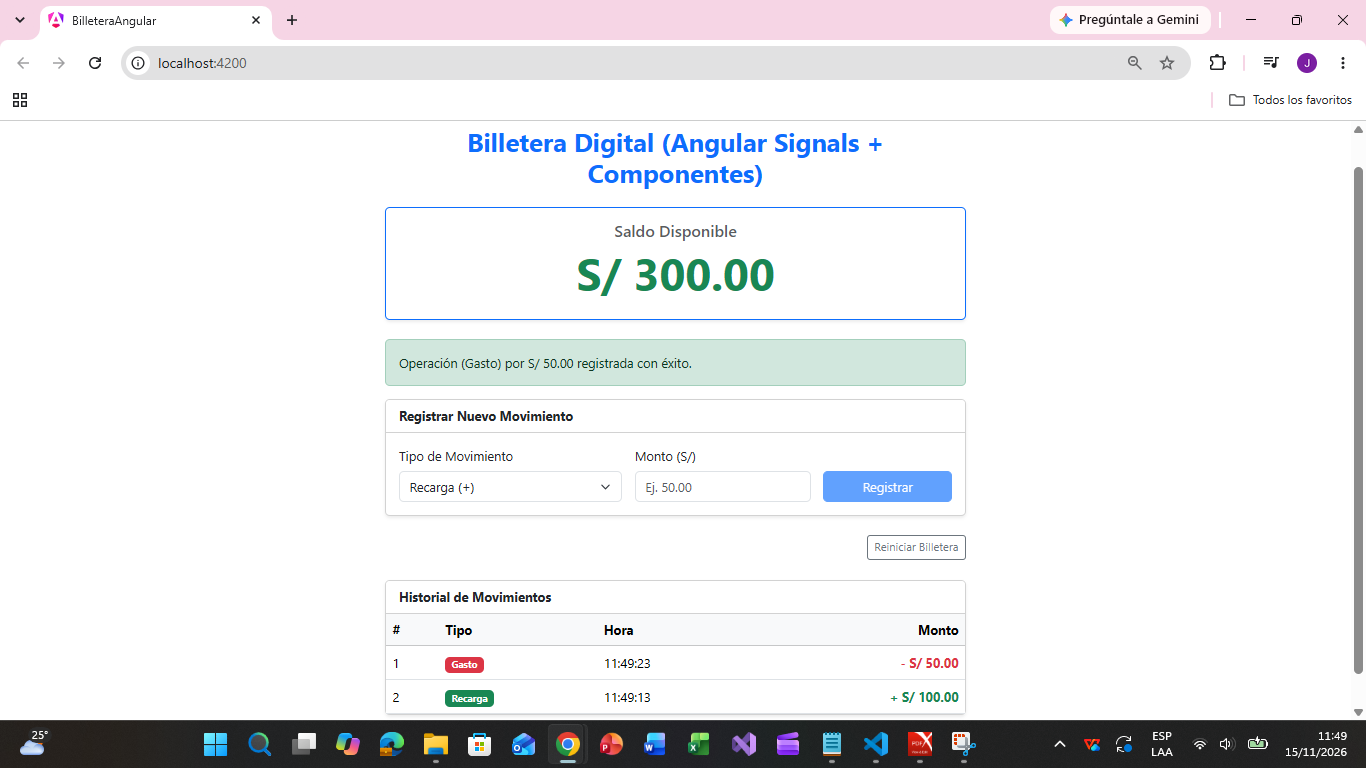 BilleteraAngular
Pregúntale a Gemini
localhost:4200
J
Todos los favoritos
Billetera Digital (Angular Signals +
Componentes)
Saldo Disponible
S/ 300.00
Operación (Gasto) por S/ 50.00 registrada con éxito.
Registrar Nuevo Movimiento
Tipo de Movimiento Monto (S/)
Recarga (+) Ej. 50.00 Registrar
Reiniciar Billetera
Historial de Movimientos
# Tipo Hora Monto
1 Gasto 11:49:23 - S/ 50.00
2 Recarga 11:49:13 + S/ 100.00
25°
ESP
LAA
11:49
15/11/2026